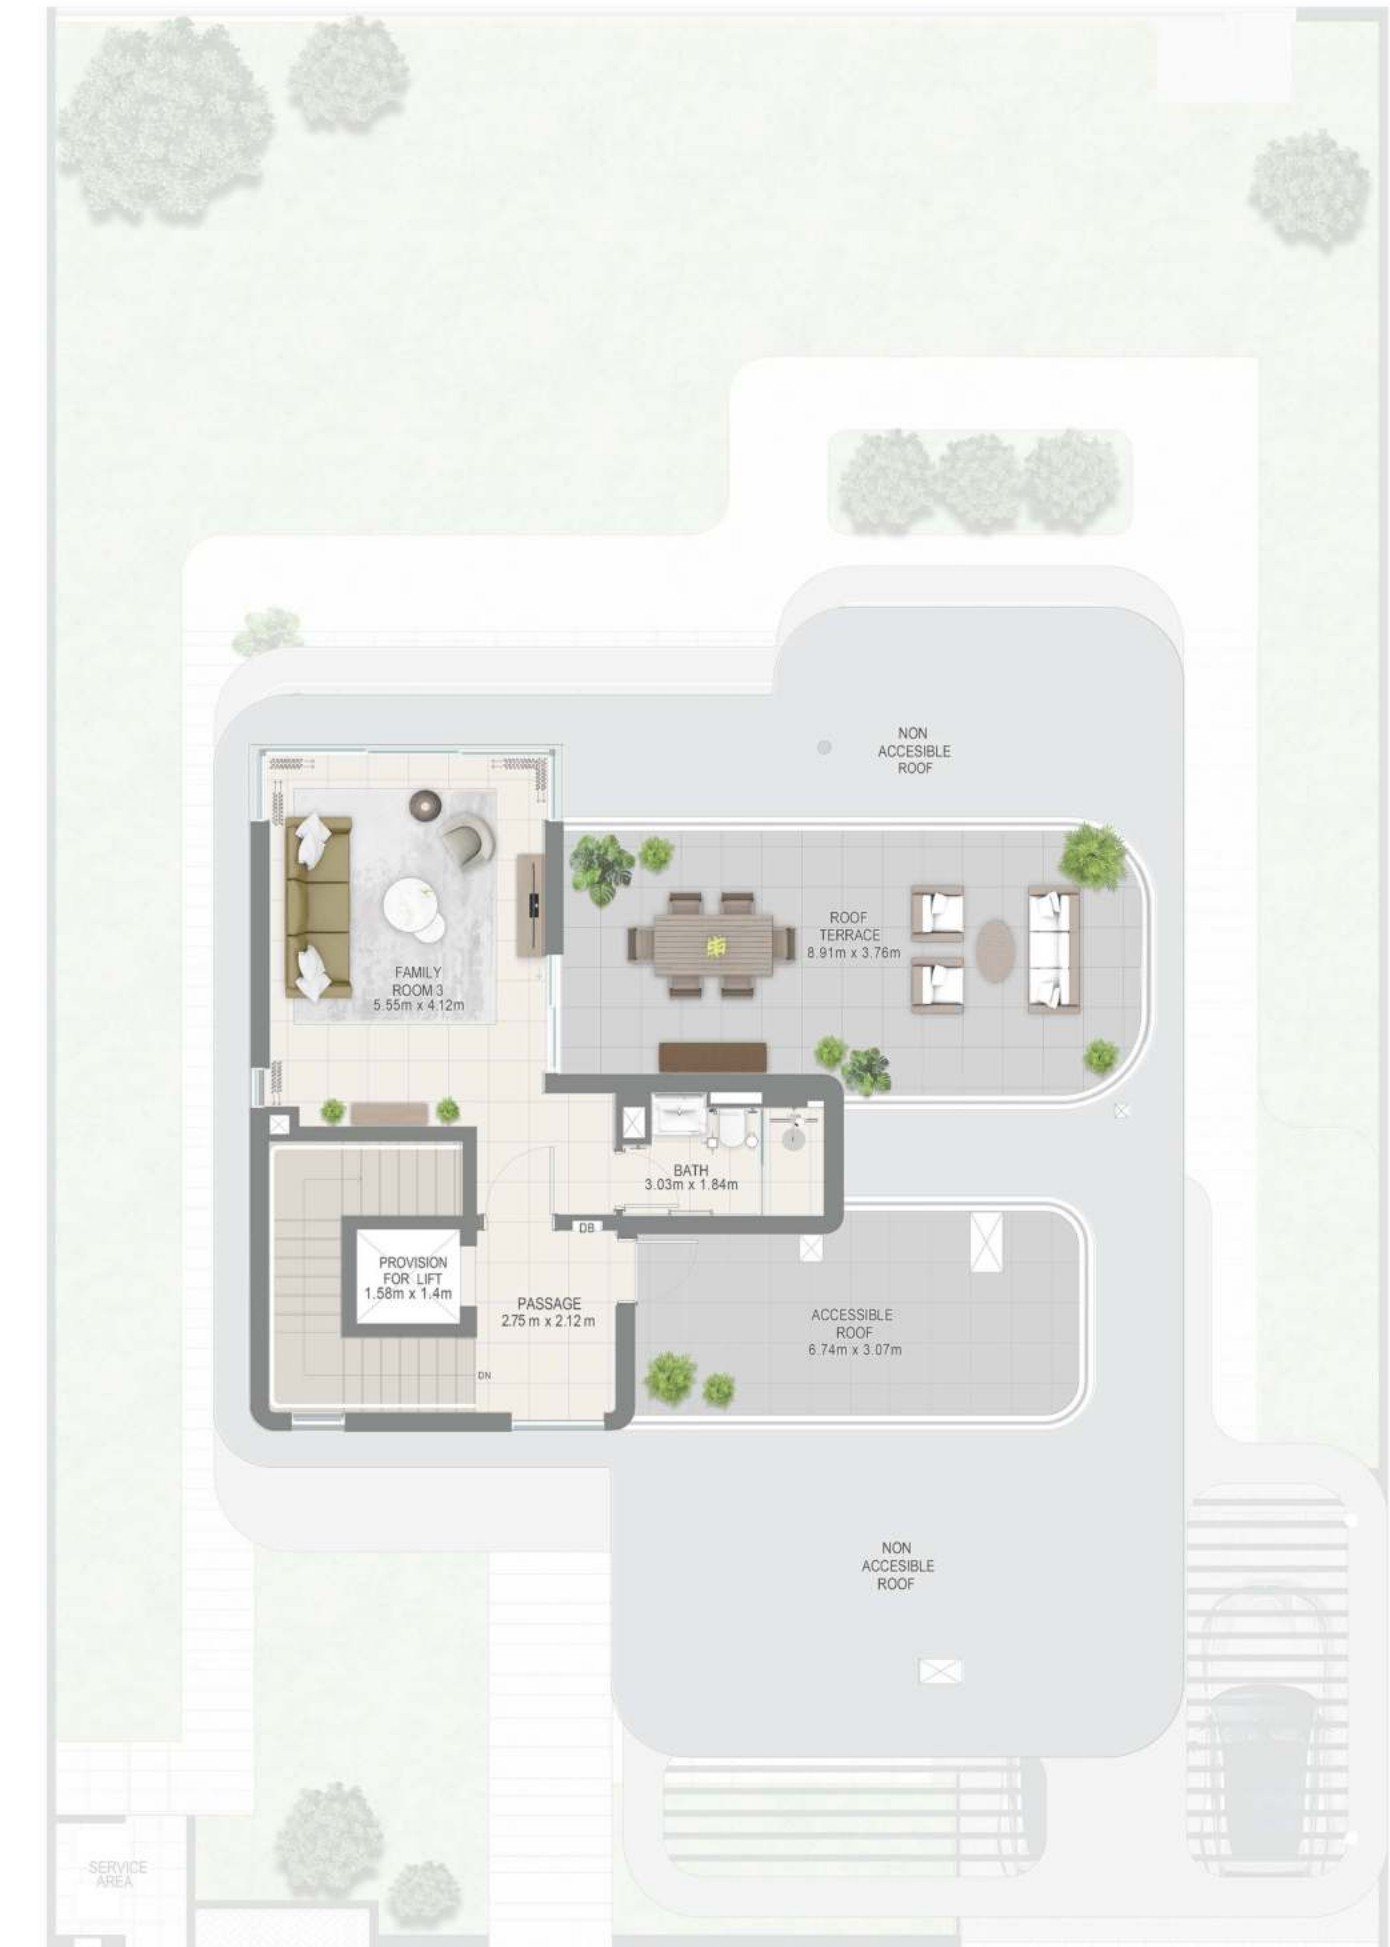 NON
ACCESIBLE
ROOF
ROOF
TERRACE
8.91m x 3.76m
FAMILY
ROOM 3
5.55m x 4.12m
BATH
3.03m x 1.84m
DB
PROVISION
FOR LIFT
1.58m x 1.4m
PASSAGE
2.75 m x 2.12 m
ACCESSIBLE
ROOF
6.74m x 3.07m
DN
NON
ACCESIBLE
ROOF
SERVICE
AREA